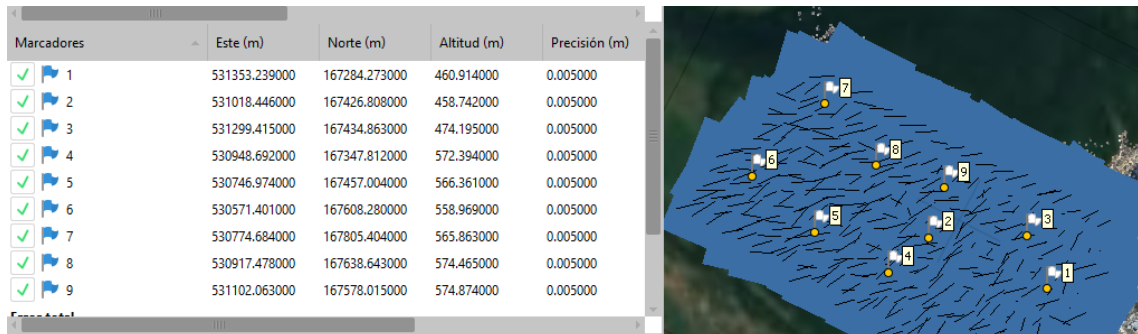 Marcadores Este (m) Norte (m) Altitud (m) Precisión (m)
1 531353.239000 167284.273000 460.914000 0.005000
2 531018.446000 167426.808000 458.742000 0.005000
3 531299.415000 167434.863000 474.195000 0.005000
4 530948.692000 167347.812000 572.394000 0.005000
5 530746.974000 167457.004000 566.361000 0.005000
6 530571.401000 167608.280000 558.969000 0.005000
7 530774.684000 167805.404000 565.863000 0.005000
8 530917.478000 167638.643000 574.465000 0.005000
9 531102.063000 167578.015000 574.874000 0.005000
Error total
7
8
6
9
5
2
3
4
1